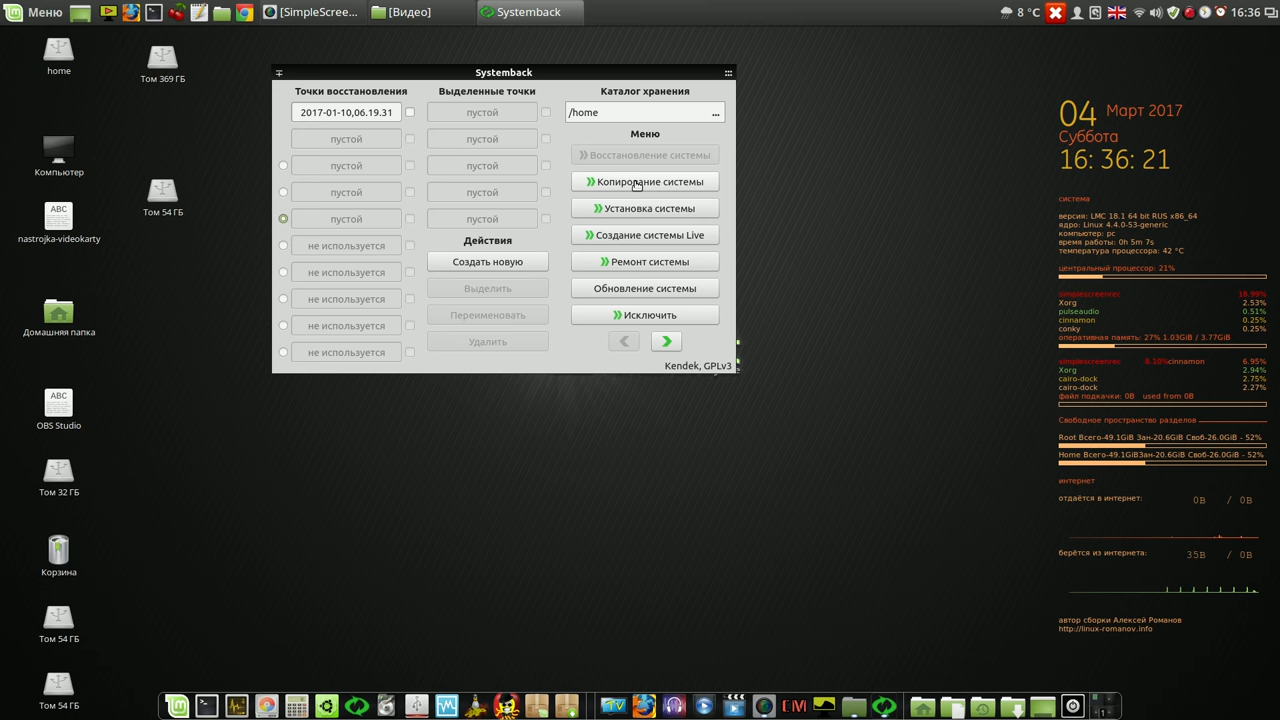 Меню
[SimpleScree...
[Видео]
Systemback
8 °C
16:36
home
Том 369 ГБ
Компьютер
Том 54 ГБ
ABC
nastrojka-videokarty
Домашняя папка
ABC
OBS Studio
Том 32 ГБ
Корзина
Том 54 ГБ
Том 54 ГБ
Systemback
Точки восстановления
Выделенные точки
Каталог хранения
2017-01-10,06.19.31
пустой
/home
...
пустой
пустой
Меню
пустой
пустой
Восстановление системы
пустой
пустой
Копирование системы
пустой
пустой
Установка системы
не используется
Действия
Создание системы Live
не используется
Создать новую
Ремонт системы
не используется
Выделить
Обновление системы
не используется
Переименовать
Исключить
не используется
Удалить
Kendek, GPLv3
04 Март 2017
Суббота
16: 36: 21
система
версия: LMC 18.1 64 bit RUS x86_64
ядро: Linux 4.4.0-53-generic
компьютер: pc
время работы: 0h 5m 7s
температура процессора: 42 °C
центральный процессор: 21%
simplescreenrec 18.99%
Xorg 2.53%
pulseaudio 0.51%
cinnamon 0.25%
conky 0.25%
оперативная память: 27% 1.03GiB / 3.77GiB
simplescreenrec 8.10%cinnamon 6.95%
Xorg 2.94%
cairo-dock 2.75%
cairo-dock 2.27%
файл подкачки: 0B used from 0B
Свободное пространство разделов
Root Всего-49.1GiB Зан-20.6GiB Своб-26.0GiB - 52%
Home Всего-49.1GiBЗан-20.6GiB Своб-26.0GiB - 52%
интернет
отдаётся в интернет: 0B / 0B
берётся из интернета: 35B / 0B
автор сборки Алексей Романов
http://linux-romanov.info
TV